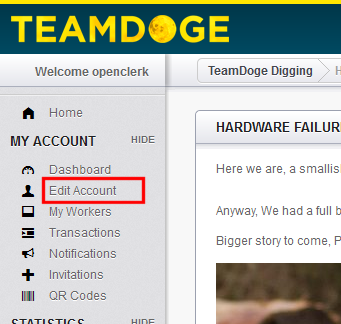 TEAMDOGE
Welcome openclerk
TeamDoge Digging
Home
MY ACCOUNT HIDE
HARDWARE FAILUR
Dashboard
Here we are, a smallish
Edit Account
My Workers
Anyway, We had a full b
Transactions
Bigger story to come, P
Notifications
Invitations
QR Codes
STATISTICS HIDE